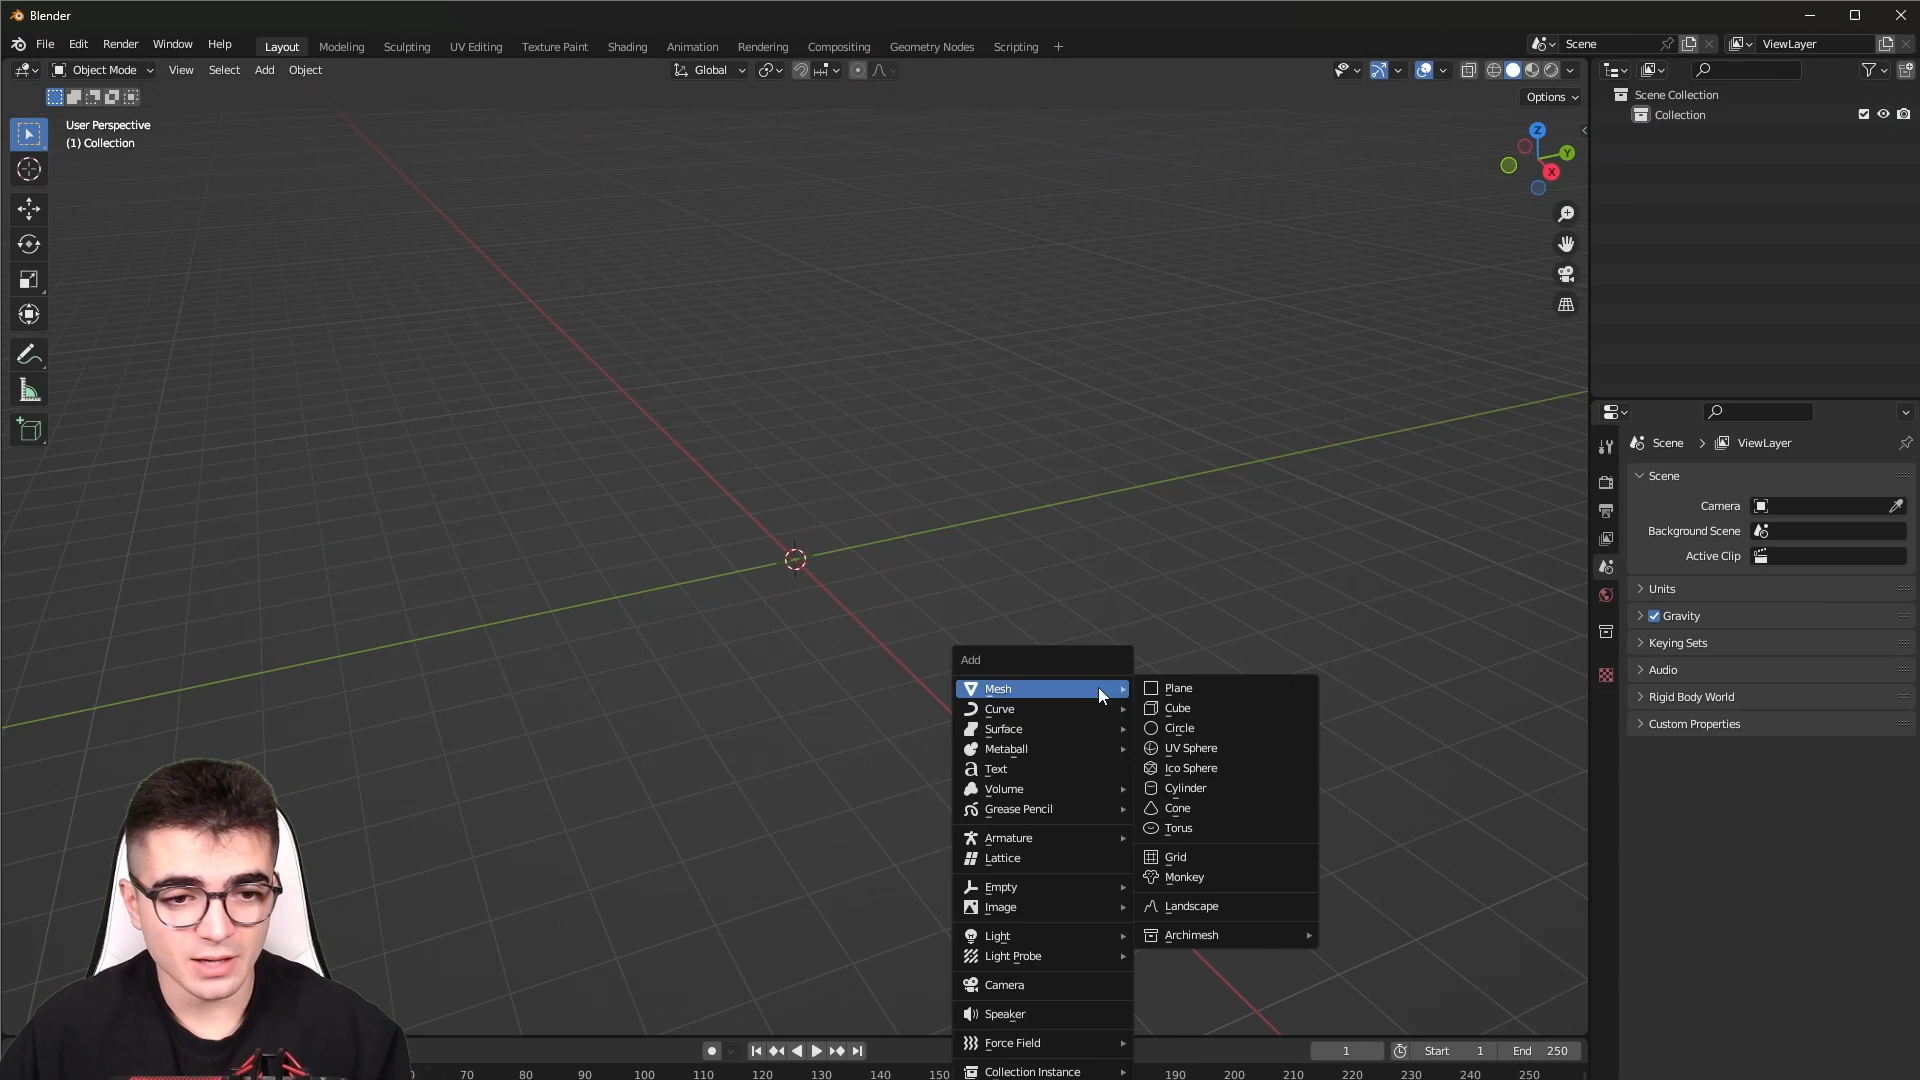 Blender
File Edit Render Window Help Layout Modeling Sculpting UV Editing Texture Paint Shading Animation Rendering Compositing Geometry Nodes Scripting + Scene ViewLayer
Object Mode View Select Add Object Global
Options
User Perspective
(1) Collection
Z
Y
X
Scene Collection
Collection
Scene > ViewLayer
Scene
Camera
Background Scene
Active Clip
Units
Gravity
Keying Sets
Audio
Rigid Body World
Custom Properties
Add
Mesh
Curve
Surface
Metaball
Text
Volume
Grease Pencil
Armature
Lattice
Empty
Image
Light
Light Probe
Camera
Speaker
Force Field
Collection Instance
Plane
Cube
Circle
UV Sphere
Ico Sphere
Cylinder
Cone
Torus
Grid
Monkey
Landscape
Archimesh
1 Start 1 End 250
70 80 90 100 110 120 130 140 150 190 200 210 220 230 240 250